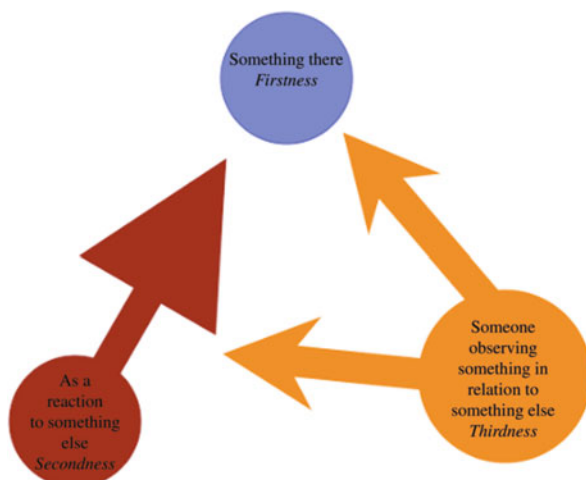 Something there
Firstness
As a
reaction
to something
else
Secondness
Someone
observing
something in
relation to
something else
Thirdness